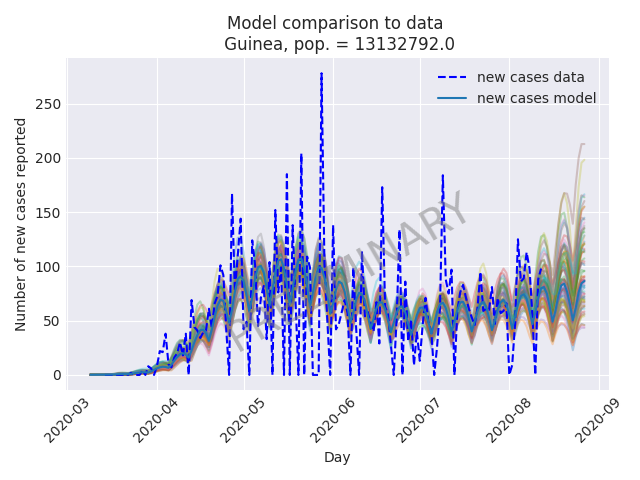 Model comparison to data
Guinea, pop. = 13132792.0
new cases data
new cases model
PRELIMINARY
Number of new cases reported
250
200
150
100
50
0
2020-03
2020-04
2020-05
2020-06
2020-07
2020-08
2020-09
Day